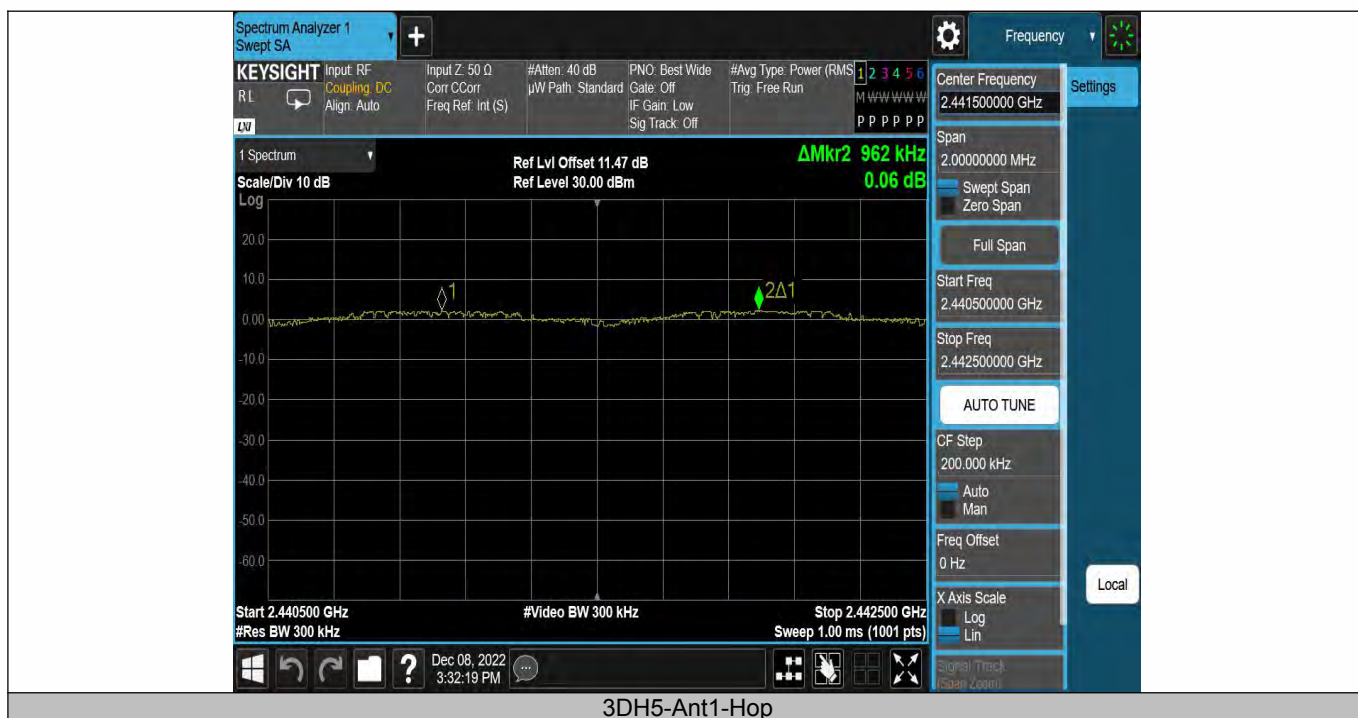 Spectrum Analyzer 1
Swept SA
+
Frequency
KEYSIGHT
R L
LXI
Input: RF
Coupling: DC
Align: Auto
Input Z: 50 Ω
Corr CCorr
Freq Ref: Int (S)
#Atten: 40 dB
µW Path: Standard
PNO: Best Wide
Gate: Off
IF Gain: Low
Sig Track: Off
#Avg Type: Power (RMS
Trig: Free Run
1 2 3 4 5 6
M W W W W W
P P P P P P
Center Frequency
2.441500000 GHz
Settings
1 Spectrum
Scale/Div 10 dB
Log
Ref Lvl Offset 11.47 dB
Ref Level 30.00 dBm
ΔMkr2 962 kHz
0.06 dB
Span
2.00000000 MHz
Swept Span
Zero Span
Full Span
Start Freq
2.440500000 GHz
Stop Freq
2.442500000 GHz
AUTO TUNE
CF Step
200.000 kHz
Auto
Man
Freq Offset
0 Hz
X Axis Scale
Log
Lin
Signal Track
(Span Zoom)
Local
20.0
10.0
0.00
-10.0
-20.0
-30.0
-40.0
-50.0
-60.0
1
2Δ1
Start 2.440500 GHz
#Res BW 300 kHz
#Video BW 300 kHz
Stop 2.442500 GHz
Sweep 1.00 ms (1001 pts)
?
Dec 08, 2022
3:32:19 PM
3DH5-Ant1-Hop